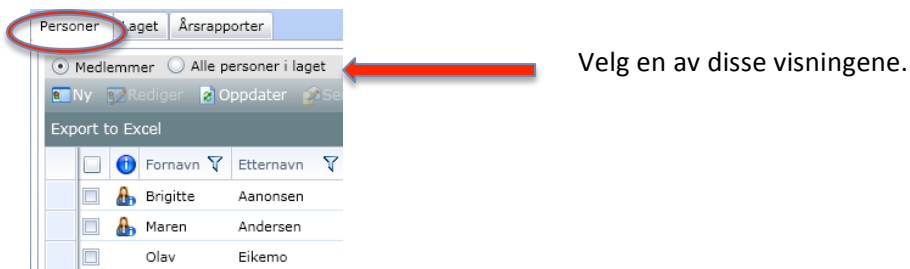 Personer Laget Årsrapporter
Medlemmer Alle personer i laget
Velg en av disse visningene.
Ny Rediger Oppdater
Export to Excel
Fornavn Etternavn
Brigitte Aanonsen
Maren Andersen
Olav Eikemo